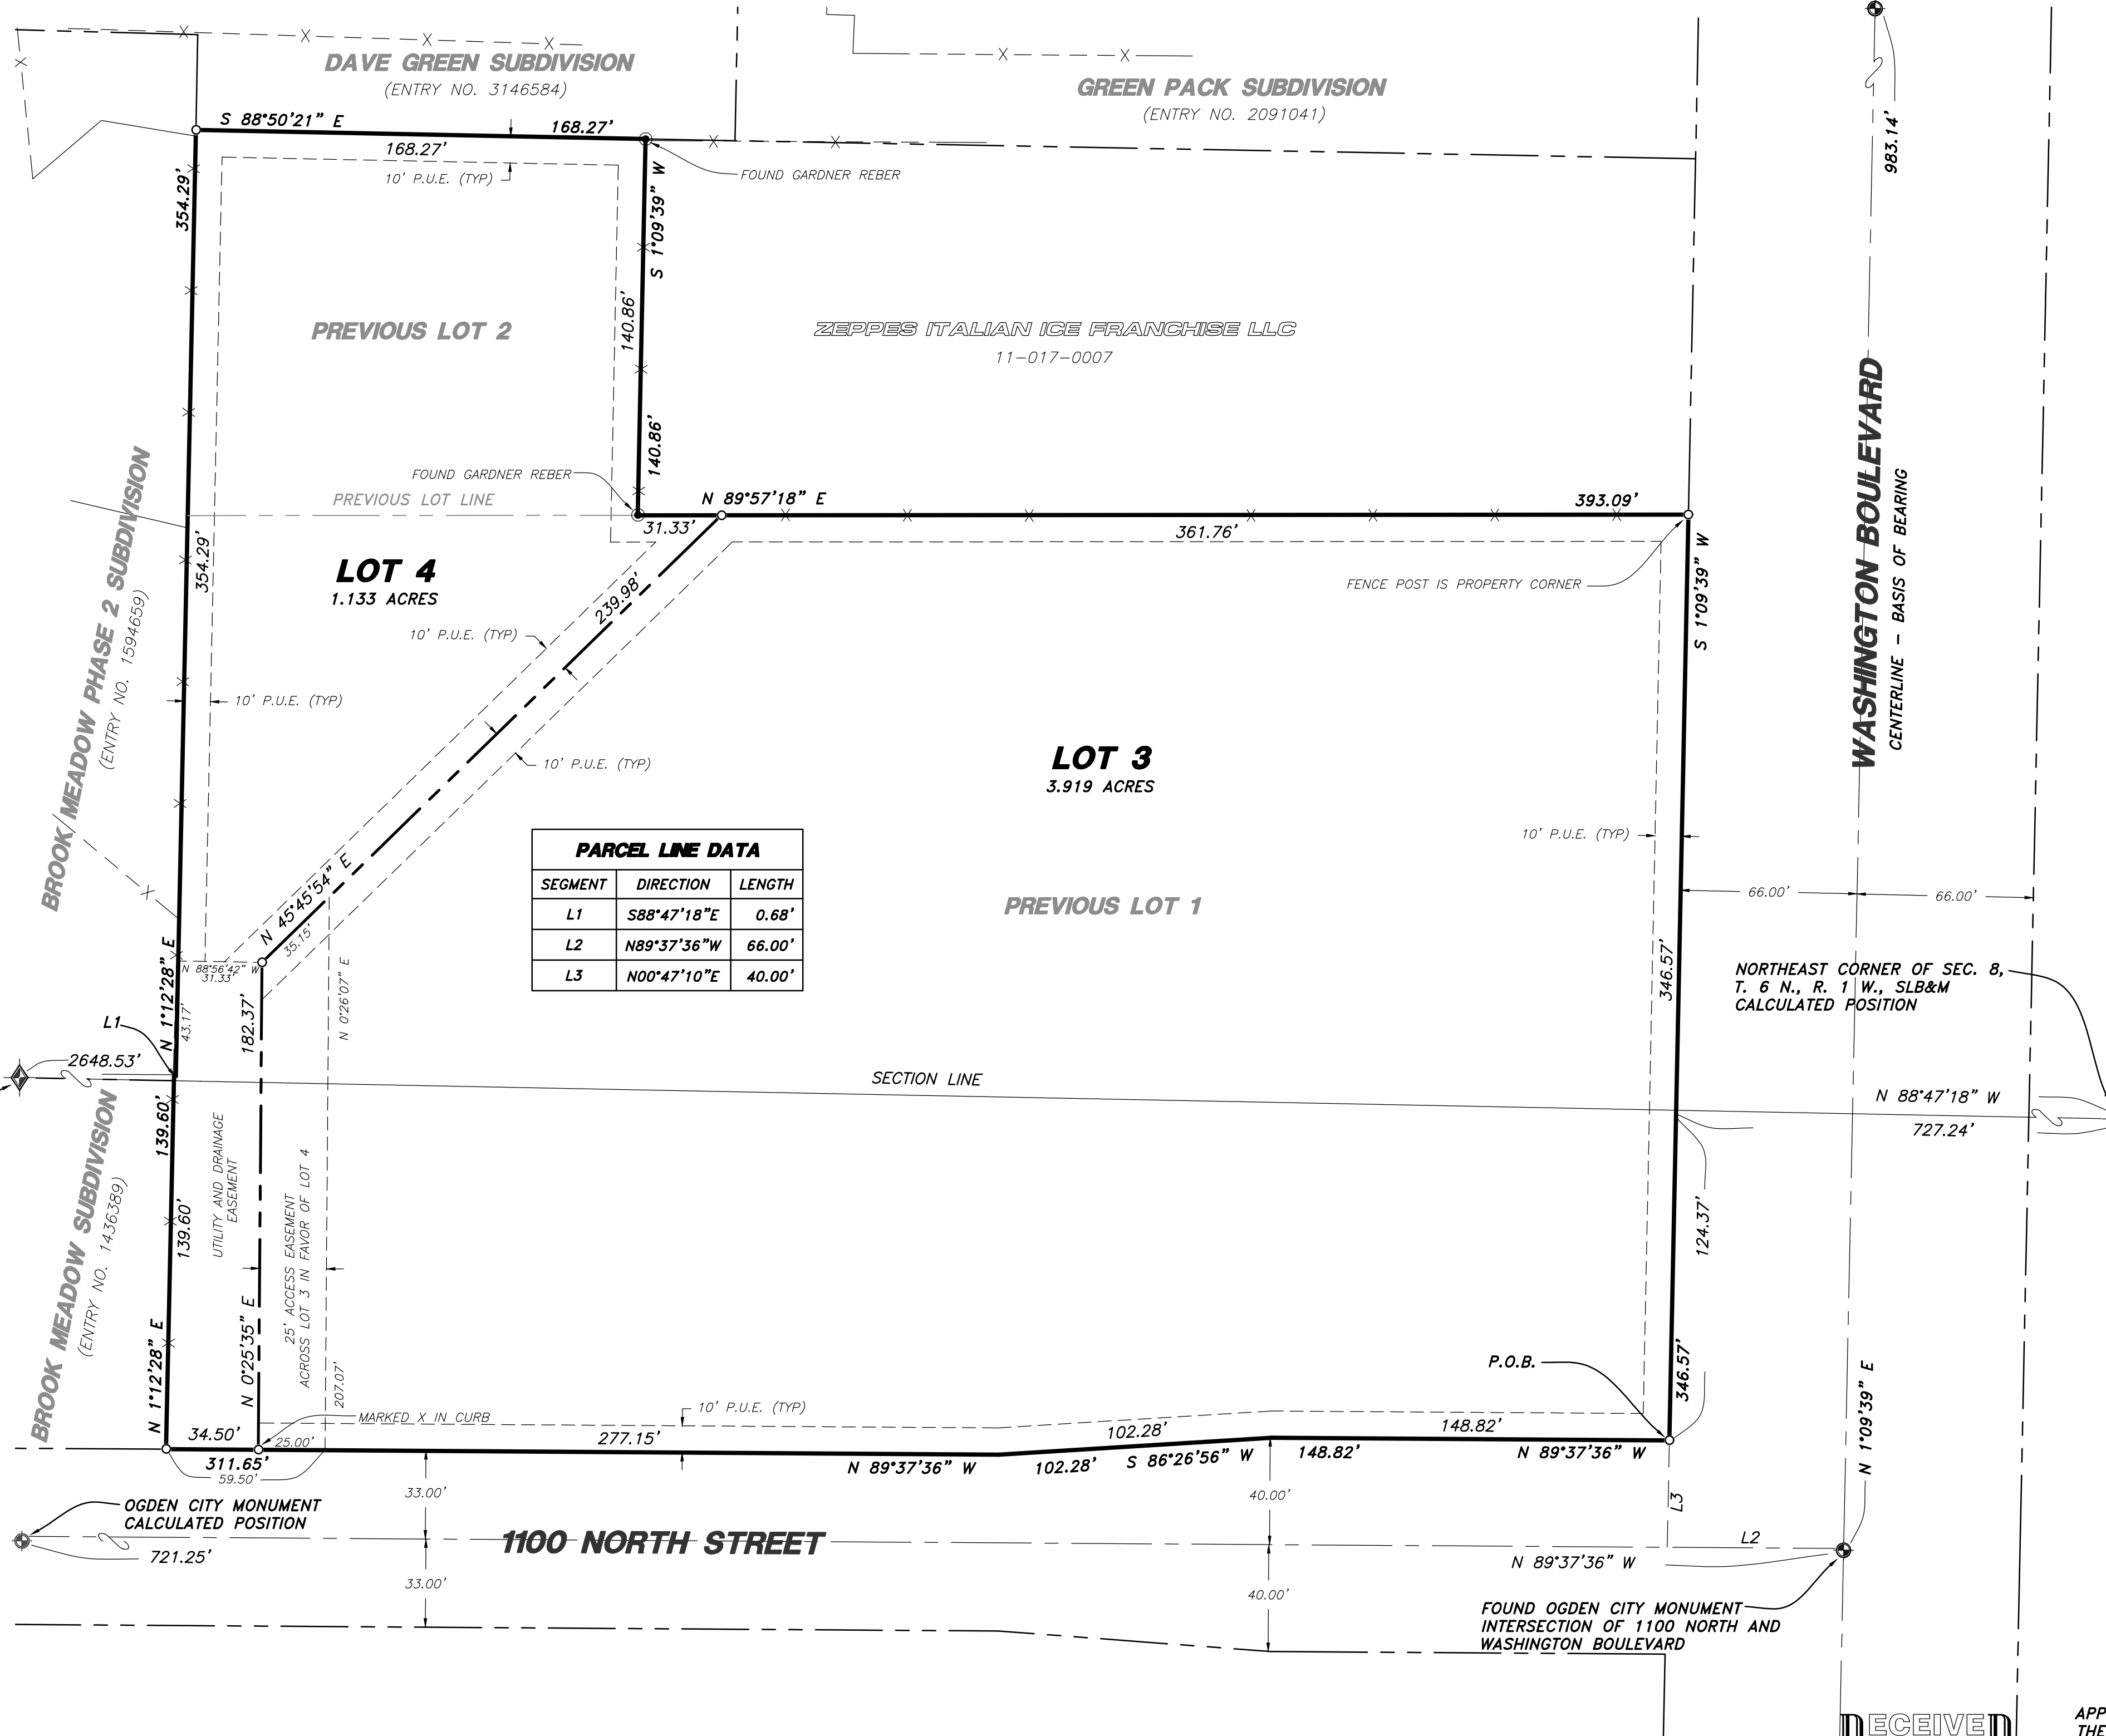 DAVE GREEN SUBDIVISION
(ENTRY NO. 3146584)
GREEN PACK SUBDIVISION
(ENTRY NO. 2091041)
983.14'
S 88°50'21" E
168.27'
168.27'
10' P.U.E. (TYP)
FOUND GARDNER REBER
354.29'
S 1°09'39" W
140.86'
140.86'
PREVIOUS LOT 2
ZEPPES ITALIAN ICE FRANCHISE LLC
11-017-0007
FOUND GARDNER REBER
PREVIOUS LOT LINE
N 89°57'18" E
393.09'
31.33'
361.76'
WASHINGTON BOULEVARD
CENTERLINE - BASIS OF BEARING
BROOK MEADOW PHASE 2 SUBDIVISION
(ENTRY NO. 1594659)
354.29'
LOT 4
1.133 ACRES
239.98'
10' P.U.E. (TYP)
FENCE POST IS PROPERTY CORNER
S 1°09'39" W
10' P.U.E. (TYP)
10' P.U.E. (TYP)
LOT 3
3.919 ACRES
10' P.U.E. (TYP)
PARCEL LINE DATA
SEGMENT DIRECTION LENGTH
L1 S88°47'18"E 0.68'
L2 N89°37'36"W 66.00'
L3 N00°47'10"E 40.00'
PREVIOUS LOT 1
66.00'
66.00'
N 45°45'54" E
35.15'
N 88°56'42" W
31.33'
N 1°12'28" E
43.17'
182.37'
N 0°26'07" E
346.57'
NORTHEAST CORNER OF SEC. 8,
T. 6 N., R. 1 W., SLB&M
CALCULATED POSITION
L1
2648.53'
SECTION LINE
N 88°47'18" W
727.24'
BROOK MEADOW SUBDIVISION
(ENTRY NO. 1436389)
139.60'
139.60'
UTILITY AND DRAINAGE
EASEMENT
25' ACCESS EASEMENT
ACROSS LOT 3 IN FAVOR OF LOT 4
124.37'
N 1°12'28" E
N 0°25'35" E
207.07'
P.O.B.
346.57'
N 1°09'39" E
MARKED X IN CURB
10' P.U.E. (TYP)
34.50'
25.00'
277.15'
102.28'
148.82'
311.65'
59.50'
N 89°37'36" W
102.28'
S 86°26'56" W
148.82'
N 89°37'36" W
33.00'
40.00'
L3
OGDEN CITY MONUMENT
CALCULATED POSITION
721.25'
1100 NORTH STREET
L2
N 89°37'36" W
33.00'
40.00'
FOUND OGDEN CITY MONUMENT
INTERSECTION OF 1100 NORTH AND
WASHINGTON BOULEVARD
RECEIVED
APP
THE